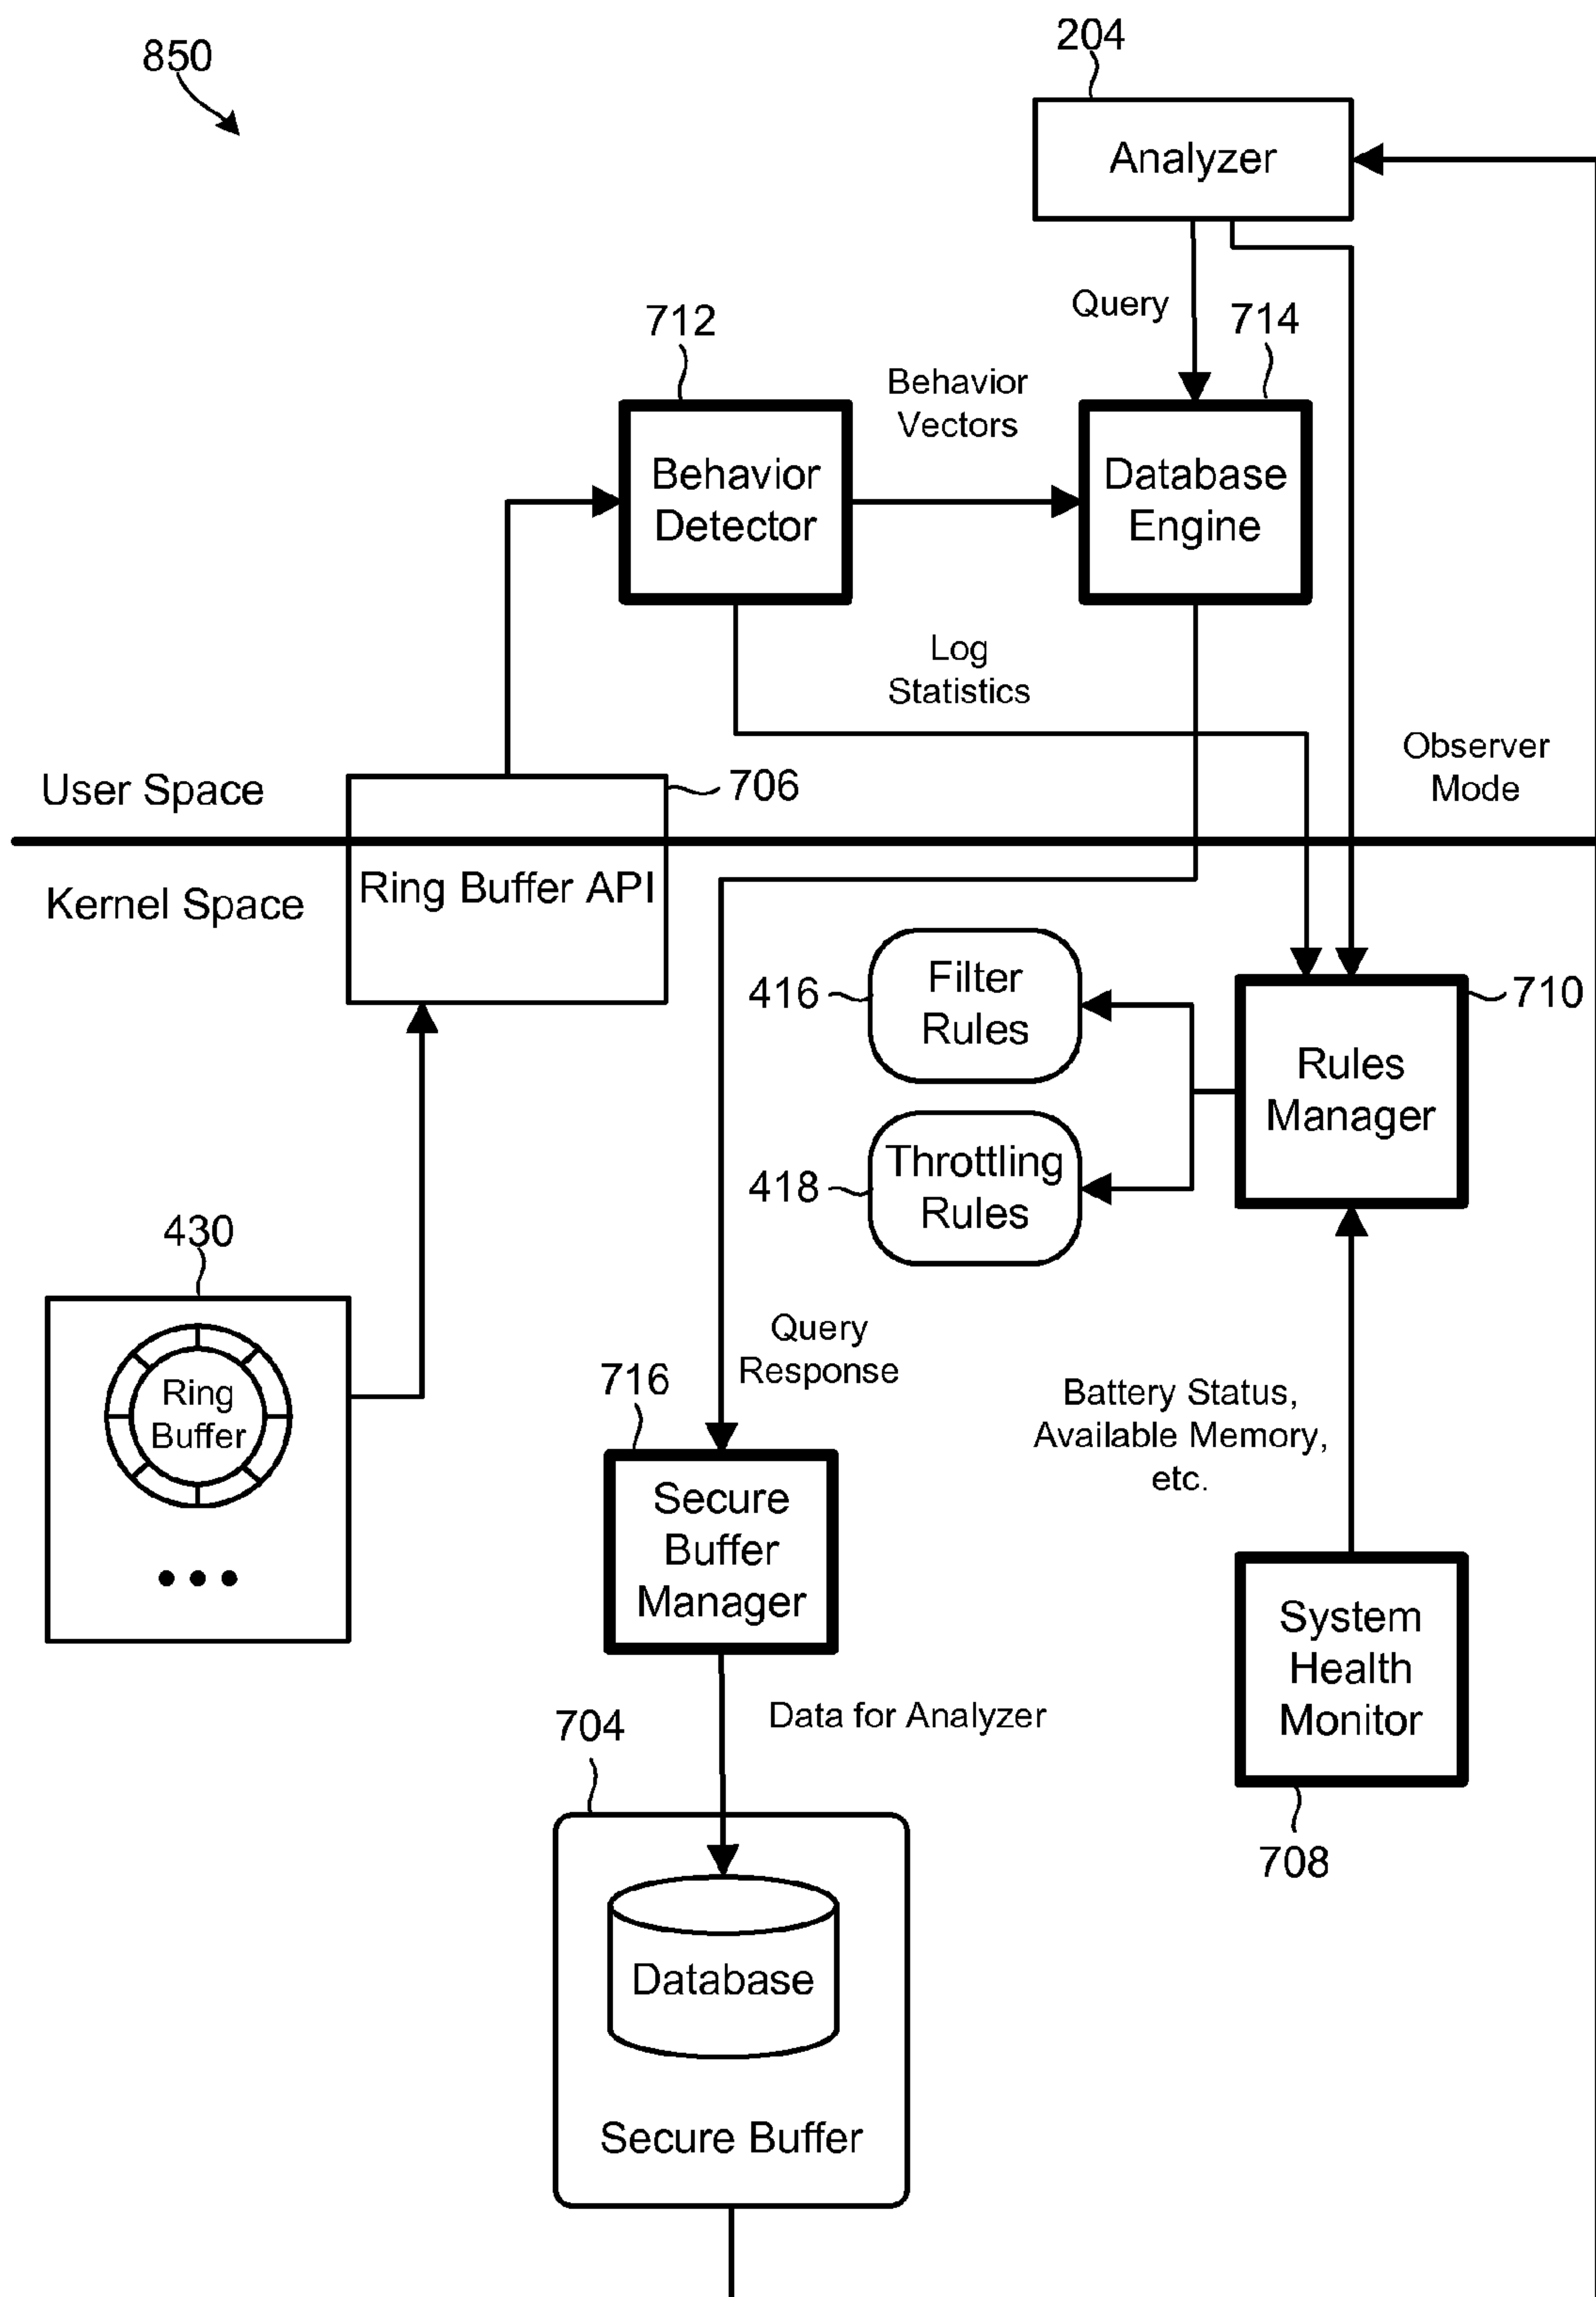 850
204
Analyzer
Query
714
712
Behavior
Vectors
Behavior
Detector
Database
Engine
Log
Statistics
Observer
Mode
User Space
706
Kernel Space
Ring Buffer API
416
Filter
Rules
710
Rules
Manager
418
Throttling
Rules
430
Ring
Buffer
Query
Response
716
Battery Status,
Available Memory,
etc.
Secure
Buffer
Manager
System
Health
Monitor
704
Data for Analyzer
708
Database
Secure Buffer